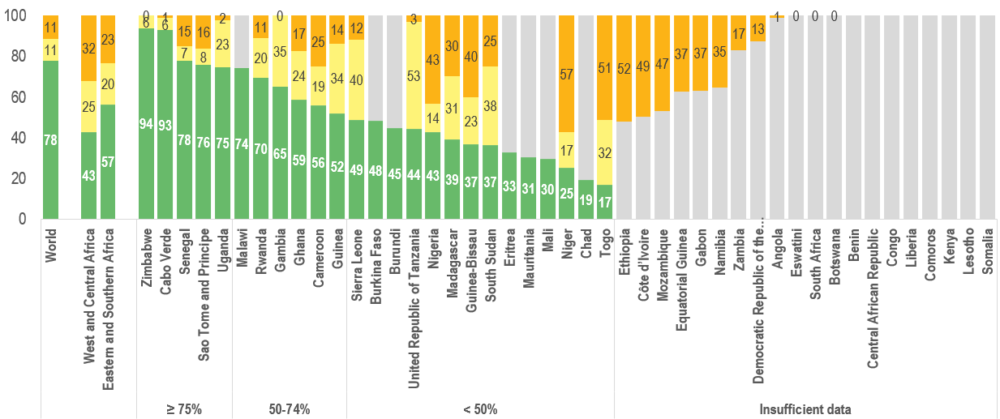 100
80
60
40
20
0
11
11
78
32
25
43
23
20
57
0
6
94
1
6
93
15
7
78
16
8
76
2
23
75
74
11
20
70
0
35
65
17
24
59
25
19
56
14
34
52
12
40
49
48
45
3
53
44
43
14
43
30
31
39
40
23
37
25
38
37
33
31
30
57
17
25
19
51
32
17
52
49
47
37
37
35
17
13
1
0
0
0
World
West and Central Africa
Eastern and Southern Africa
Zimbabwe
Cabo Verde
Senegal
Sao Tome and Principe
Uganda
Malawi
Rwanda
Gambia
Ghana
Cameroon
Guinea
Sierra Leone
Burkina Faso
Burundi
United Republic of Tanzania
Nigeria
Madagascar
Guinea-Bissau
South Sudan
Eritrea
Mauritania
Mali
Niger
Chad
Togo
Ethiopia
Côte d'Ivoire
Mozambique
Equatorial Guinea
Gabon
Namibia
Zambia
Democratic Republic of the…
Angola
Eswatini
South Africa
Botswana
Benin
Central African Republic
Congo
Liberia
Comoros
Kenya
Lesotho
Somalia
≥ 75%
50-74%
< 50%
Insufficient data